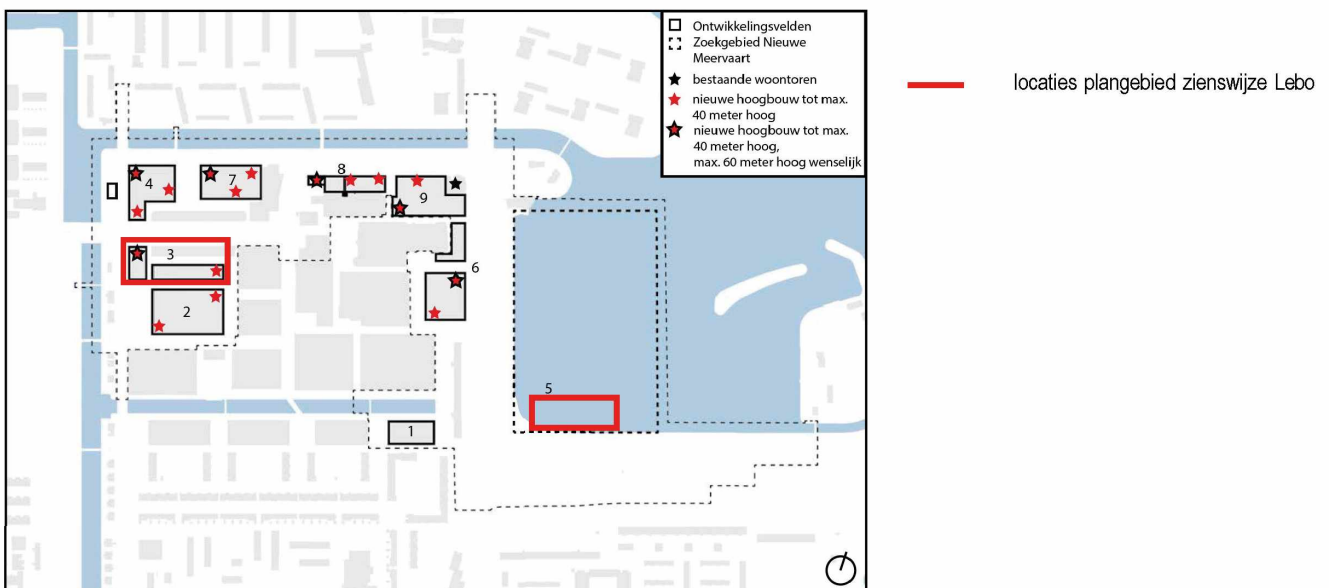 Ontwikkelingsvelden
Zoekgebied Nieuwe
Meervaart
bestaande woontoren
nieuwe hoogbouw tot max.
40 meter hoog
nieuwe hoogbouw tot max.
40 meter hoog,
max. 60 meter hoog wenselijk
locaties plangebied zienswijze Lebo
8
4
7
9
3
6
2
5
1